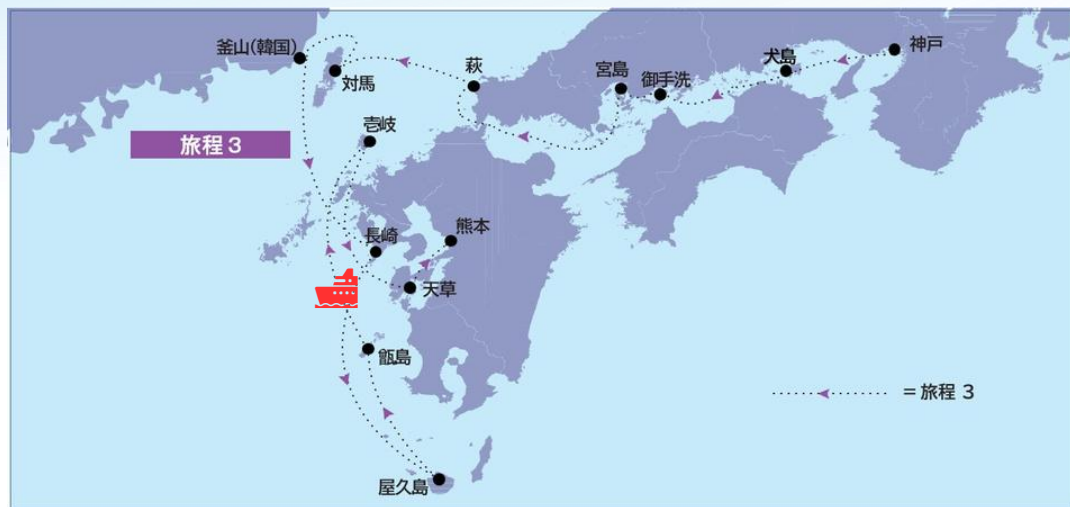 釜山(韓国)
対馬
萩
宮島
御手洗
犬島
神戸
壱岐
旅程 3
長崎
熊本
天草
甑島
屋久島
= 旅程 3